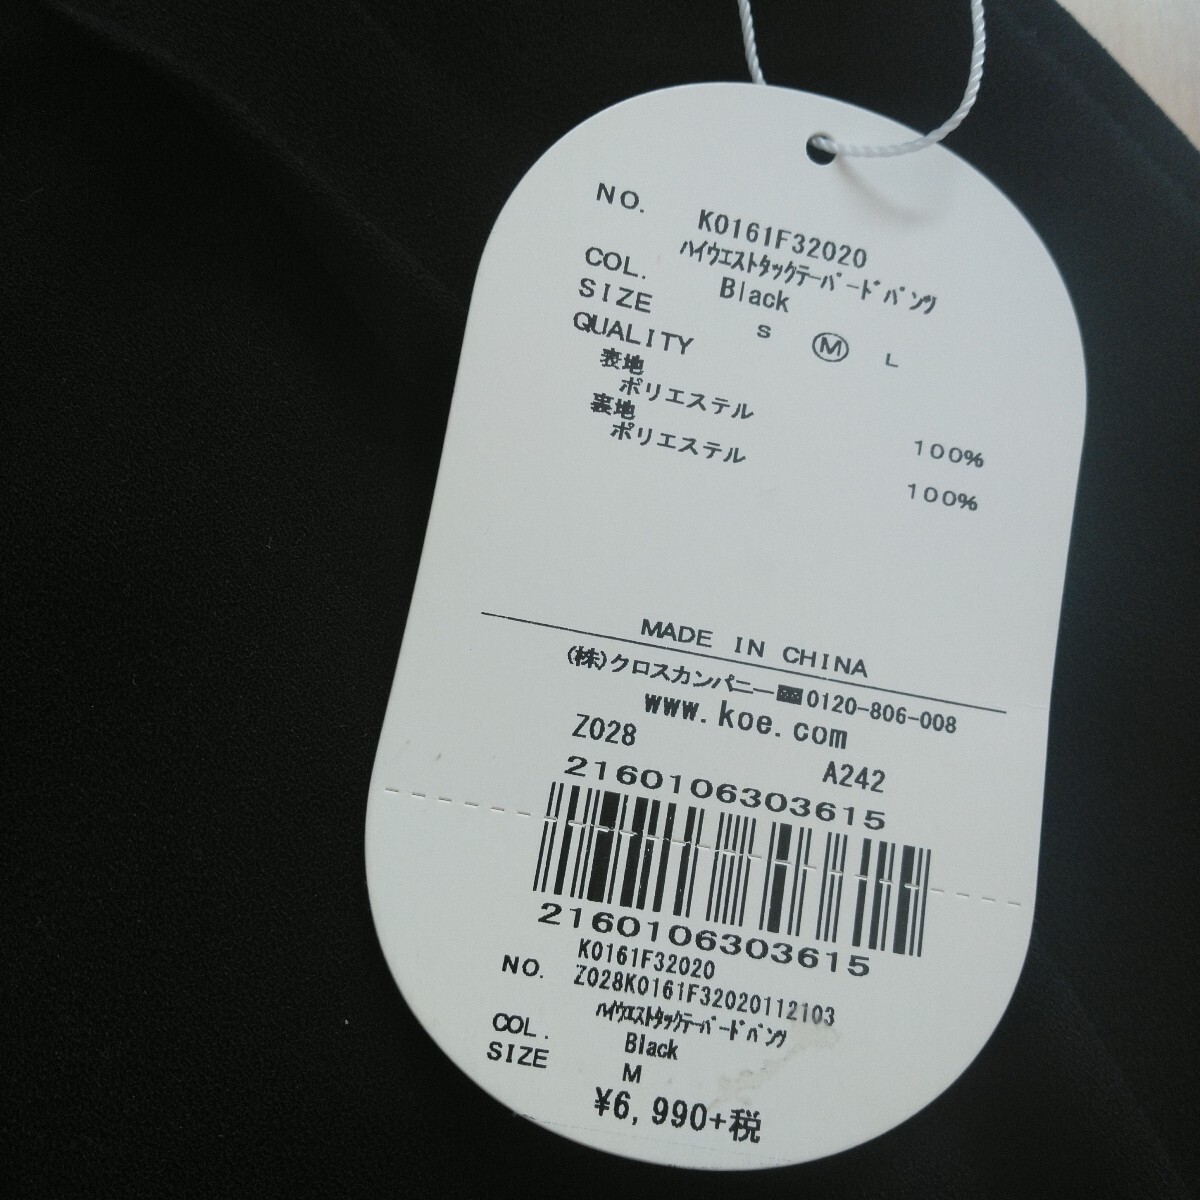 NO. K0161F32020
ﾊｲｳｴｽﾄﾀｯｸﾃｰﾊﾟｰﾄﾞﾊﾟﾝﾂ
COL. Black
SIZE S Ⓜ L
QUALITY
表地
ポリエステル 100%
裏地
ポリエステル 100%
MADE IN CHINA
(株)クロスカンパニー 0120-806-008
www.koe.com
Z028 A242
2160106303615
2160106303615
K0161F32020
NO. Z028K0161F32020112103
ﾊｲｳｴｽﾄﾀｯｸﾃｰﾊﾟｰﾄﾞﾊﾟﾝﾂ
COL. Black
SIZE M
¥6,990+税